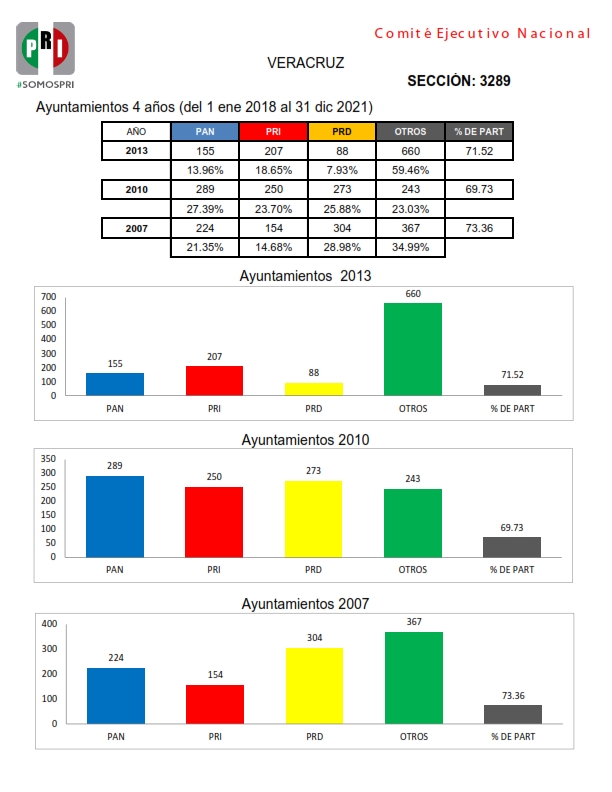 PRI
#SOMOSPRI
Comité Ejecutivo Nacional
VERACRUZ
SECCIÓN: 3289
Ayuntamientos 4 años (del 1 ene 2018 al 31 dic 2021)
AÑO PAN PRI PRD OTROS % DE PART
2013 155 207 88 660 71.52
13.96% 18.65% 7.93% 59.46%
2010 289 250 273 243 69.73
27.39% 23.70% 25.88% 23.03%
2007 224 154 304 367 73.36
21.35% 14.68% 28.98% 34.99%
Ayuntamientos 2013
700
600
500
400
300
200
100
0
155 207 88 660 71.52
PAN PRI PRD OTROS % DE PART
Ayuntamientos 2010
350
300
250
200
150
100
50
0
289 250 273 243 69.73
PAN PRI PRD OTROS % DE PART
Ayuntamientos 2007
400
300
200
100
0
224 154 304 367 73.36
PAN PRI PRD OTROS % DE PART